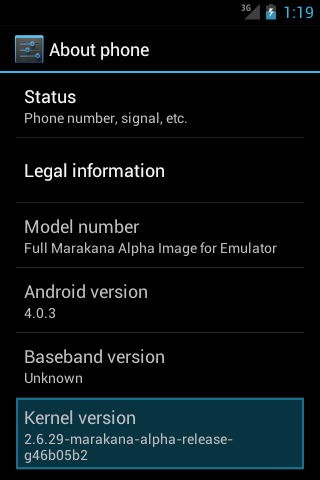 3G 1:19
About phone
Status
Phone number, signal, etc.
Legal information
Model number
Full Marakana Alpha Image for Emulator
Android version
4.0.3
Baseband version
Unknown
Kernel version
2.6.29-marakana-alpha-release-
g46b05b2